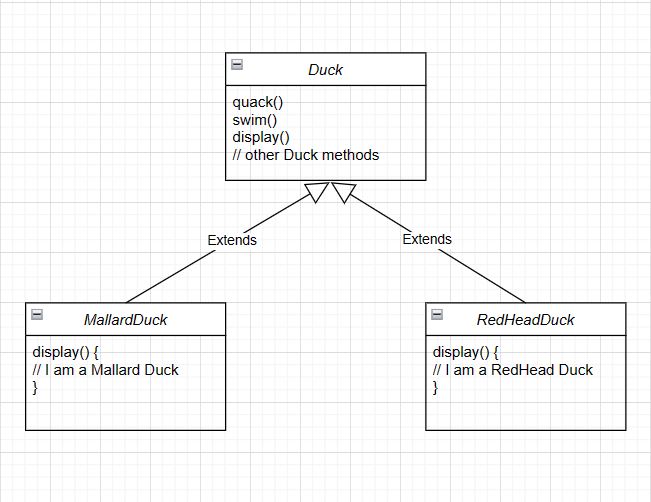 Duck
quack()
swim()
display()
// other Duck methods
Extends
Extends
MallardDuck
display() {
// I am a Mallard Duck
}
RedHeadDuck
display() {
// I am a RedHead Duck
}